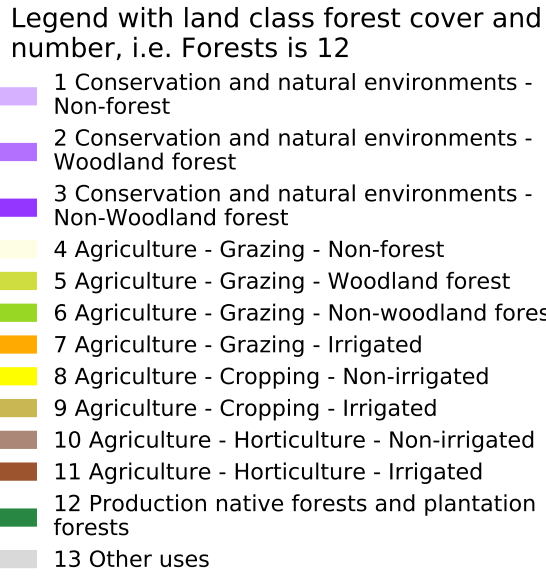 Legend with land class forest cover and
number, i.e. Forests is 12
1 Conservation and natural environments -
Non-forest
2 Conservation and natural environments -
Woodland forest
3 Conservation and natural environments -
Non-Woodland forest
4 Agriculture - Grazing - Non-forest
5 Agriculture - Grazing - Woodland forest
6 Agriculture - Grazing - Non-woodland fores
7 Agriculture - Grazing - Irrigated
8 Agriculture - Cropping - Non-irrigated
9 Agriculture - Cropping - Irrigated
10 Agriculture - Horticulture - Non-irrigated
11 Agriculture - Horticulture - Irrigated
12 Production native forests and plantation
forests
13 Other uses